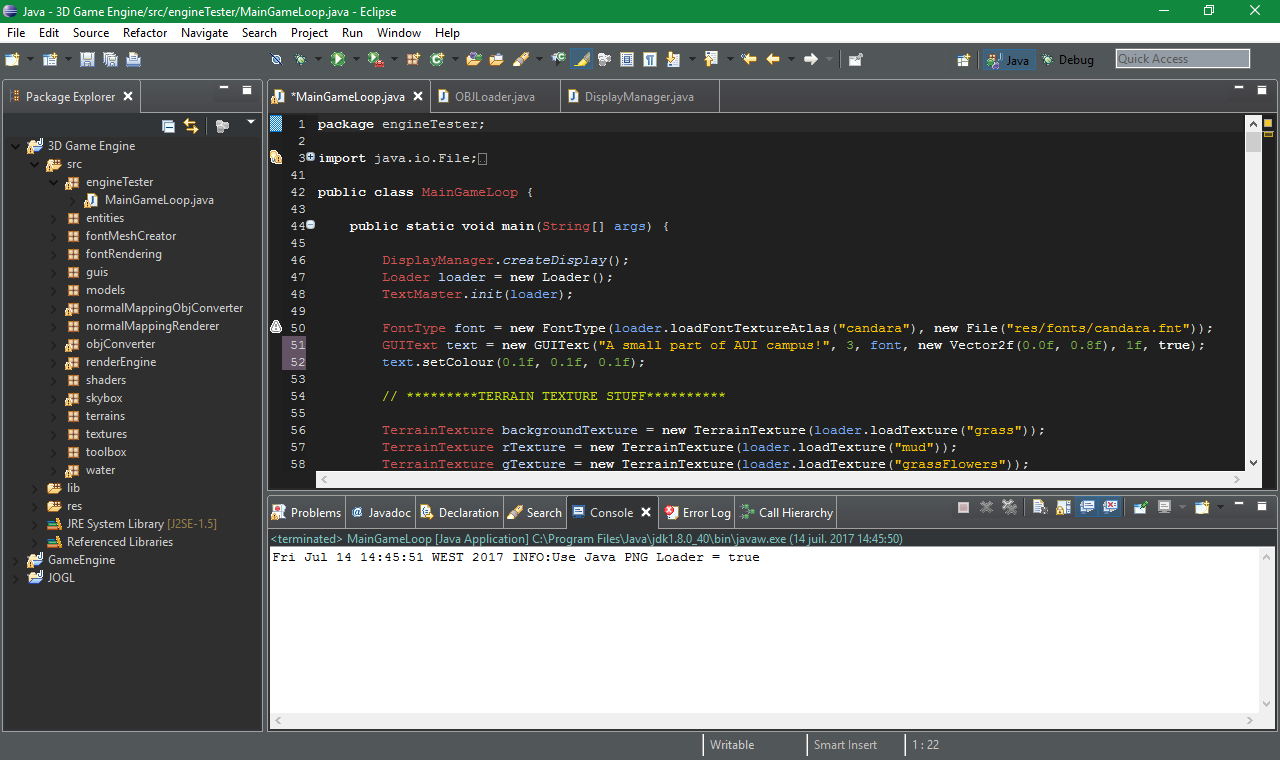 Java - 3D Game Engine/src/engineTester/MainGameLoop.java - Eclipse
File Edit Source Refactor Navigate Search Project Run Window Help
Java Debug Quick Access
Package Explorer
3D Game Engine
src
engineTester
MainGameLoop.java
entities
fontMeshCreator
fontRendering
guis
models
normalMappingObjConverter
normalMappingRenderer
objConverter
renderEngine
shaders
skybox
terrains
textures
toolbox
water
lib
res
JRE System Library [J2SE-1.5]
Referenced Libraries
GameEngine
JOGL
*MainGameLoop.java OBJLoader.java DisplayManager.java
1 package engineTester;
2
3 import java.io.File;
41
42 public class MainGameLoop {
43
44 public static void main(String[] args) {
45
46 DisplayManager.createDisplay();
47 Loader loader = new Loader();
48 TextMaster.init(loader);
49
50 FontType font = new FontType(loader.loadFontTextureAtlas("candara"), new File("res/fonts/candara.fnt"));
51 GUIText text = new GUIText("A small part of AUI campus!", 3, font, new Vector2f(0.0f, 0.8f), 1f, true);
52 text.setColour(0.1f, 0.1f, 0.1f);
53
54 // *********TERRAIN TEXTURE STUFF**********
55
56 TerrainTexture backgroundTexture = new TerrainTexture(loader.loadTexture("grass"));
57 TerrainTexture rTexture = new TerrainTexture(loader.loadTexture("mud"));
58 TerrainTexture gTexture = new TerrainTexture(loader.loadTexture("grassFlowers"));
Problems Javadoc Declaration Search Console Error Log Call Hierarchy
<terminated> MainGameLoop [Java Application] C:\Program Files\Java\jdk1.8.0_40\bin\javaw.exe (14 juil. 2017 14:45:50)
Fri Jul 14 14:45:51 WEST 2017 INFO:Use Java PNG Loader = true
Writable Smart Insert 1 : 22